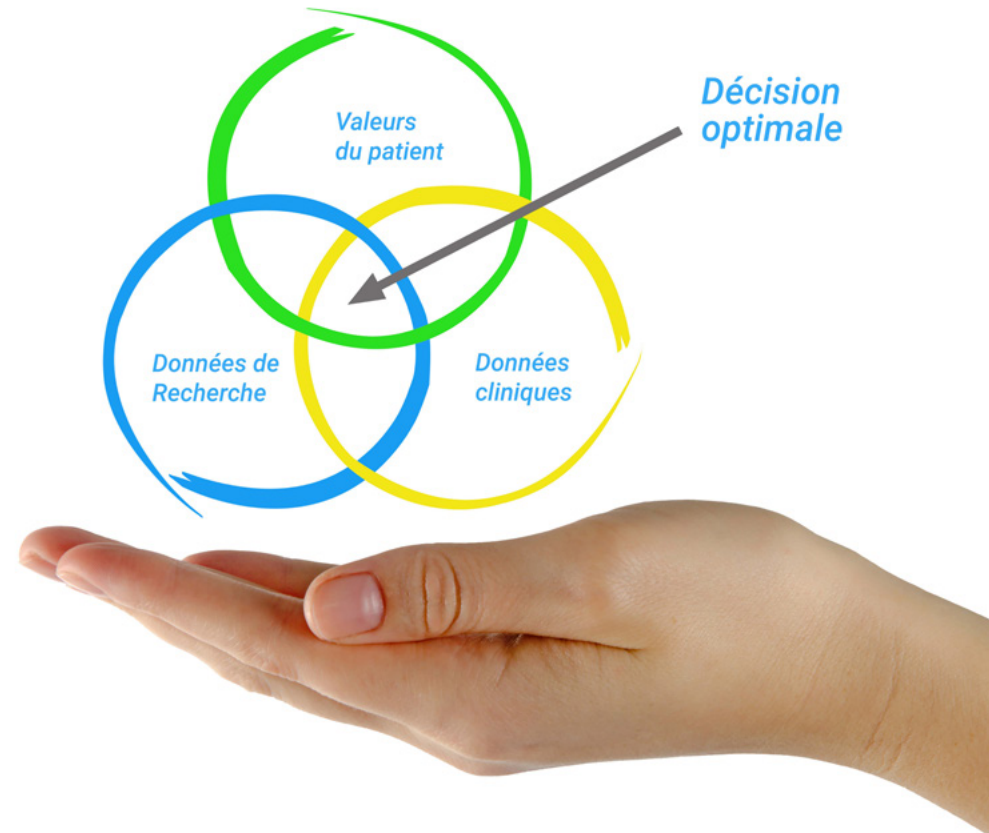 Décision
optimale
Valeurs
du patient
Données de
Recherche
Données
cliniques